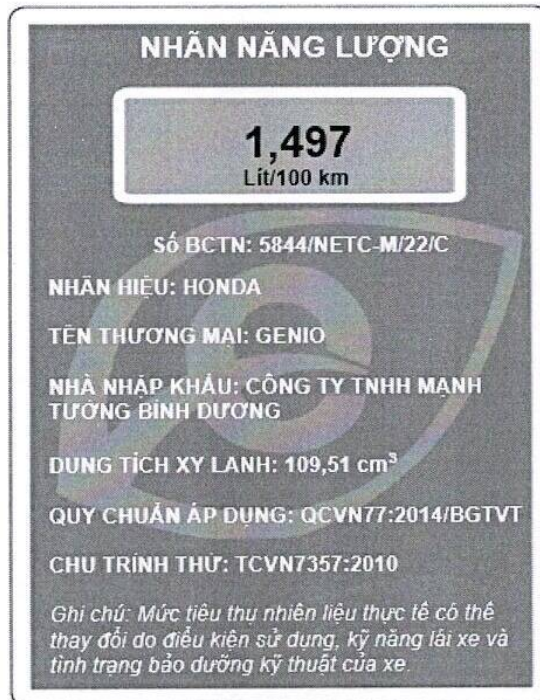 NHÃN NĂNG LƯỢNG
1,497
Lít/100 km
Số BCTN: 5844/NETC-M/22/C
NHÃN HIỆU: HONDA
TÊN THƯƠNG MẠI: GENIO
NHÀ NHẬP KHẨU: CÔNG TY TNHH MẠNH
TƯỜNG BÌNH DƯƠNG
DUNG TÍCH XY LANH: 109,51 cm³
QUY CHUẨN ÁP DỤNG: QCVN77:2014/BGTVT
CHU TRÌNH THỬ: TCVN7357:2010
Ghi chú: Mức tiêu thụ nhiên liệu thực tế có thể
thay đổi do điều kiện sử dụng, kỹ năng lái xe và
tình trạng bảo dưỡng kỹ thuật của xe.